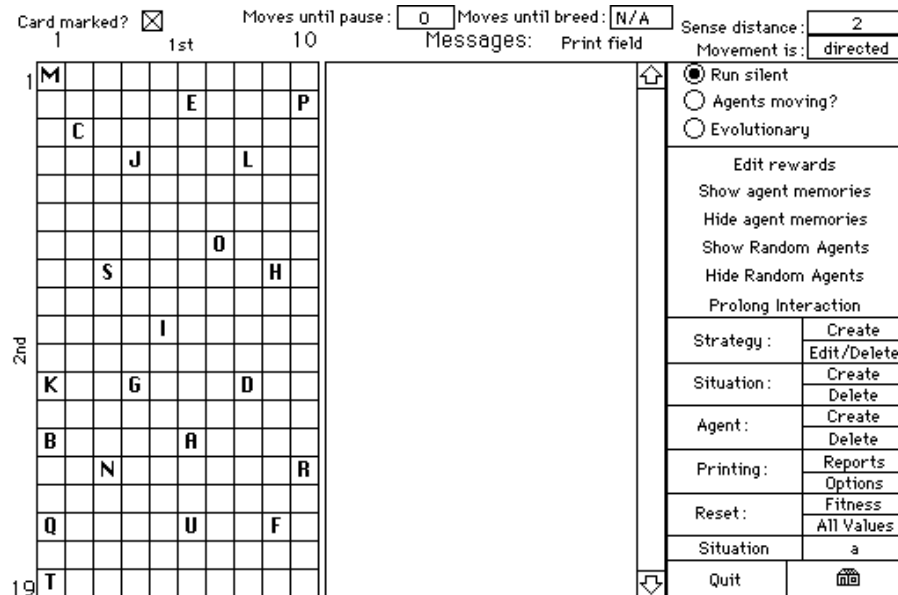 Card marked? Moves until pause: 0 Moves until breed: N/A Sense distance: 2
1 1st 10 Messages: Print field Movement is: directed
1 M
Run silent
E P
Agents moving?
C
Evolutionary
J L
Edit rewards
Show agent memories
Hide agent memories
O
Show Random Agents
S H
Hide Random Agents
Prolong Interaction
I
2nd
Strategy: Create
Edit/Delete
K G D
Situation: Create
Delete
Agent: Create
Delete
B A
N R
Printing: Reports
Options
Reset: Fitness
All Values
Q U F
Situation a
19 T
Quit